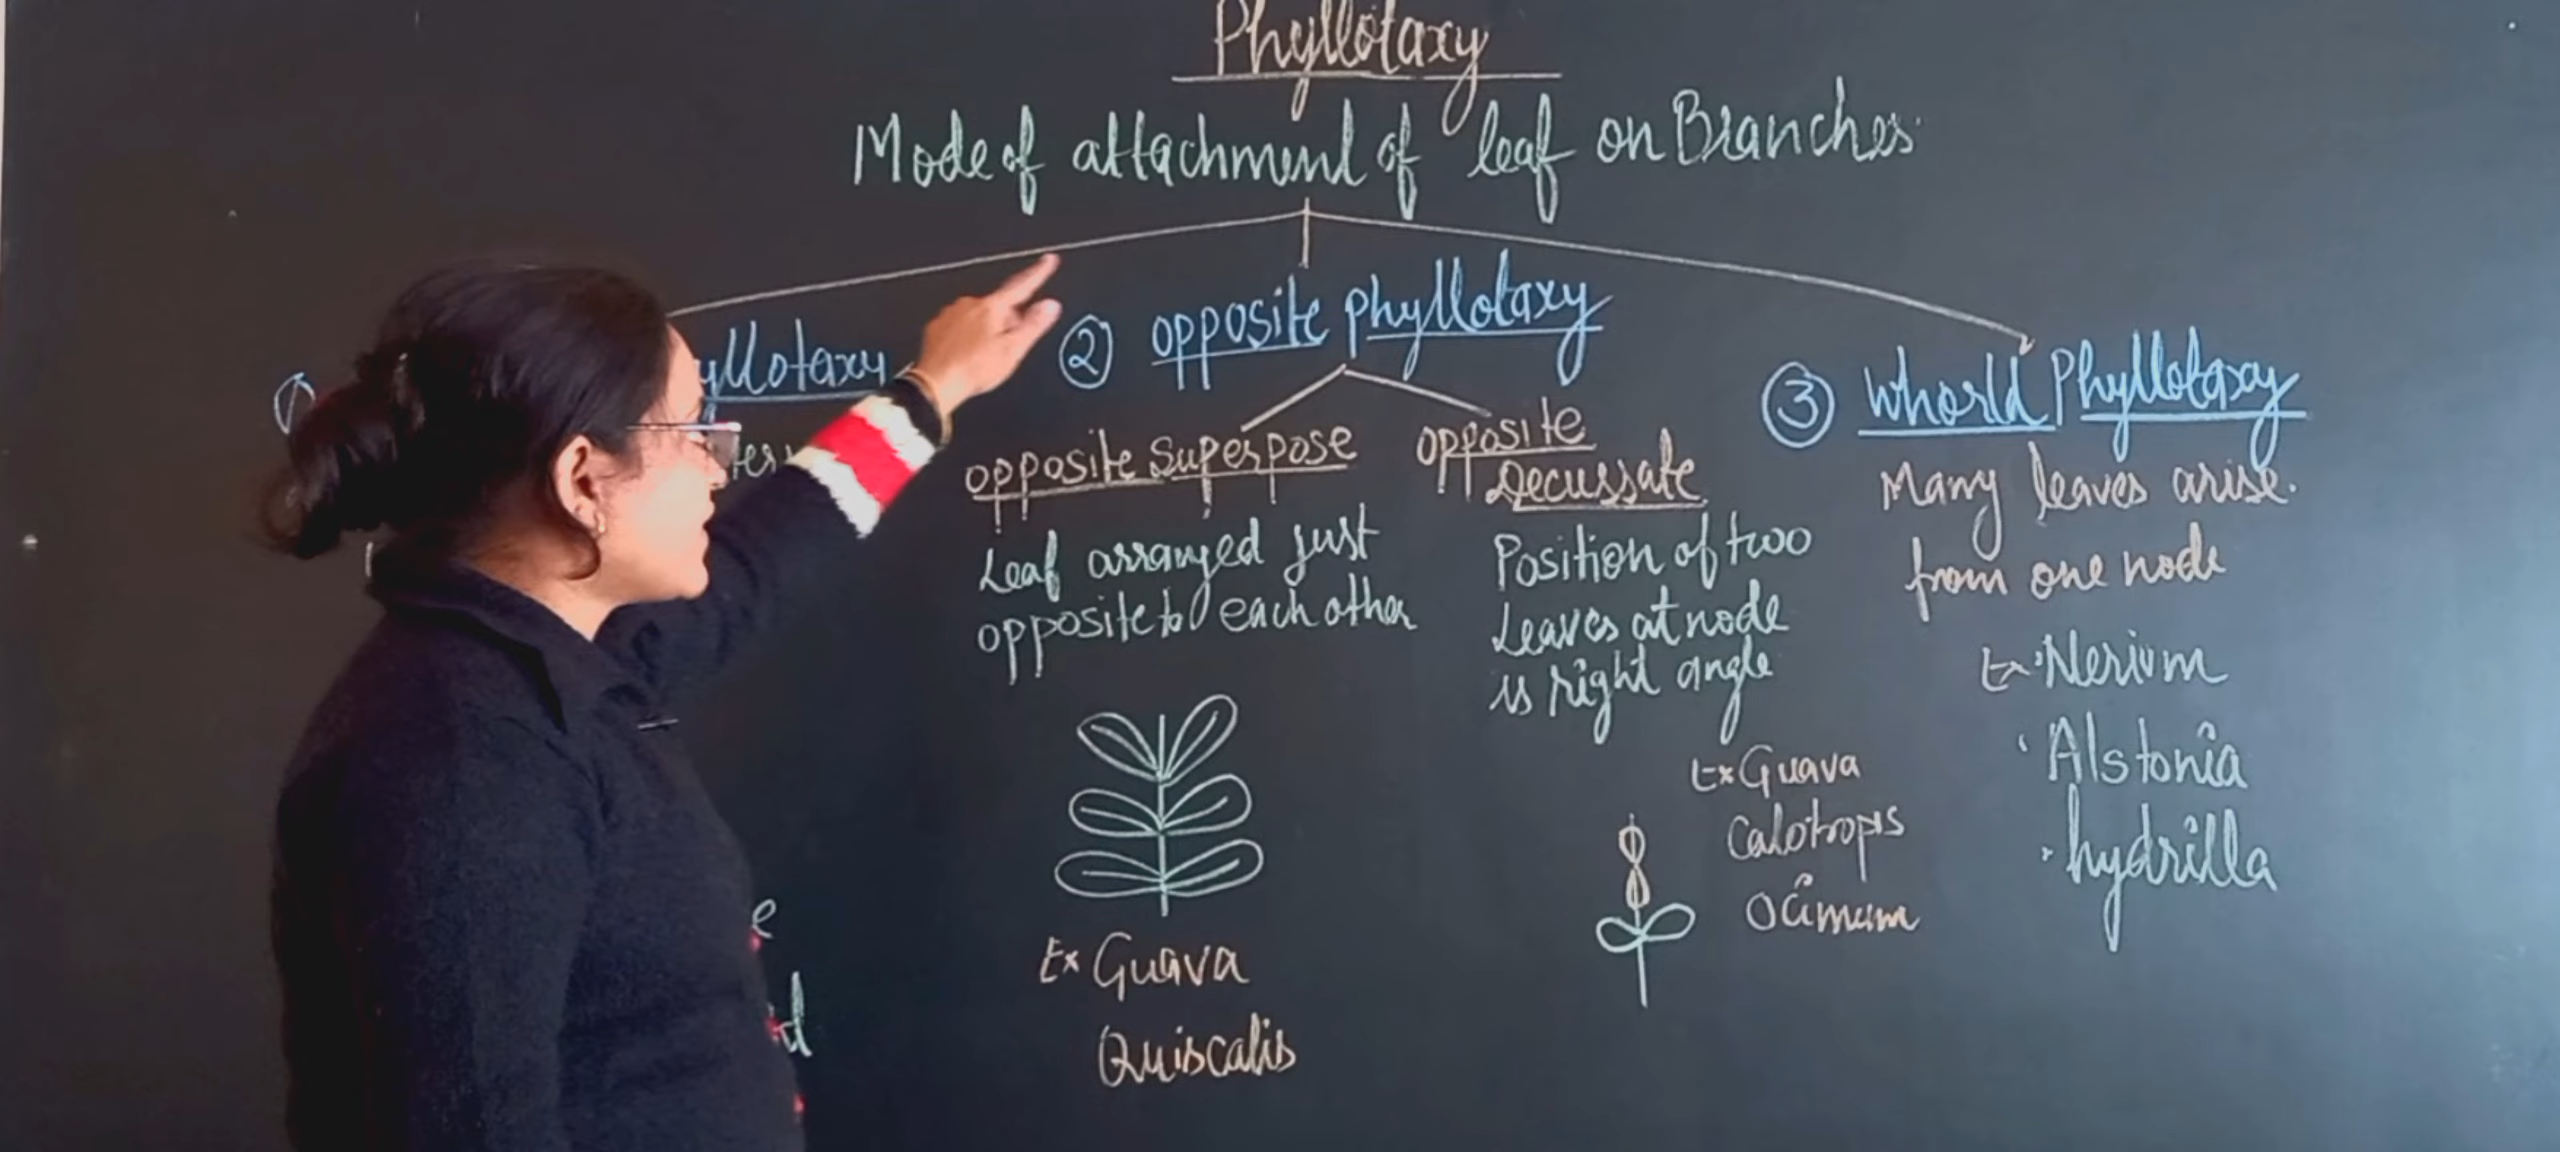 Phyllotaxy
Mode of attachment of leaf on Branches
yllotaxy
② opposite phyllotaxy
opposite Superpose
Leaf arranged just
opposite to each other
Ex Guava
Quiscalis
opposite
Decussate
Position of two
Leaves at node
is right angle
Ex Guava
Calotropis
Ocimum
③ Whorld Phyllotaxy
Many leaves arise.
from one node
Ex · Nerium
· Alstonia
· hydrilla